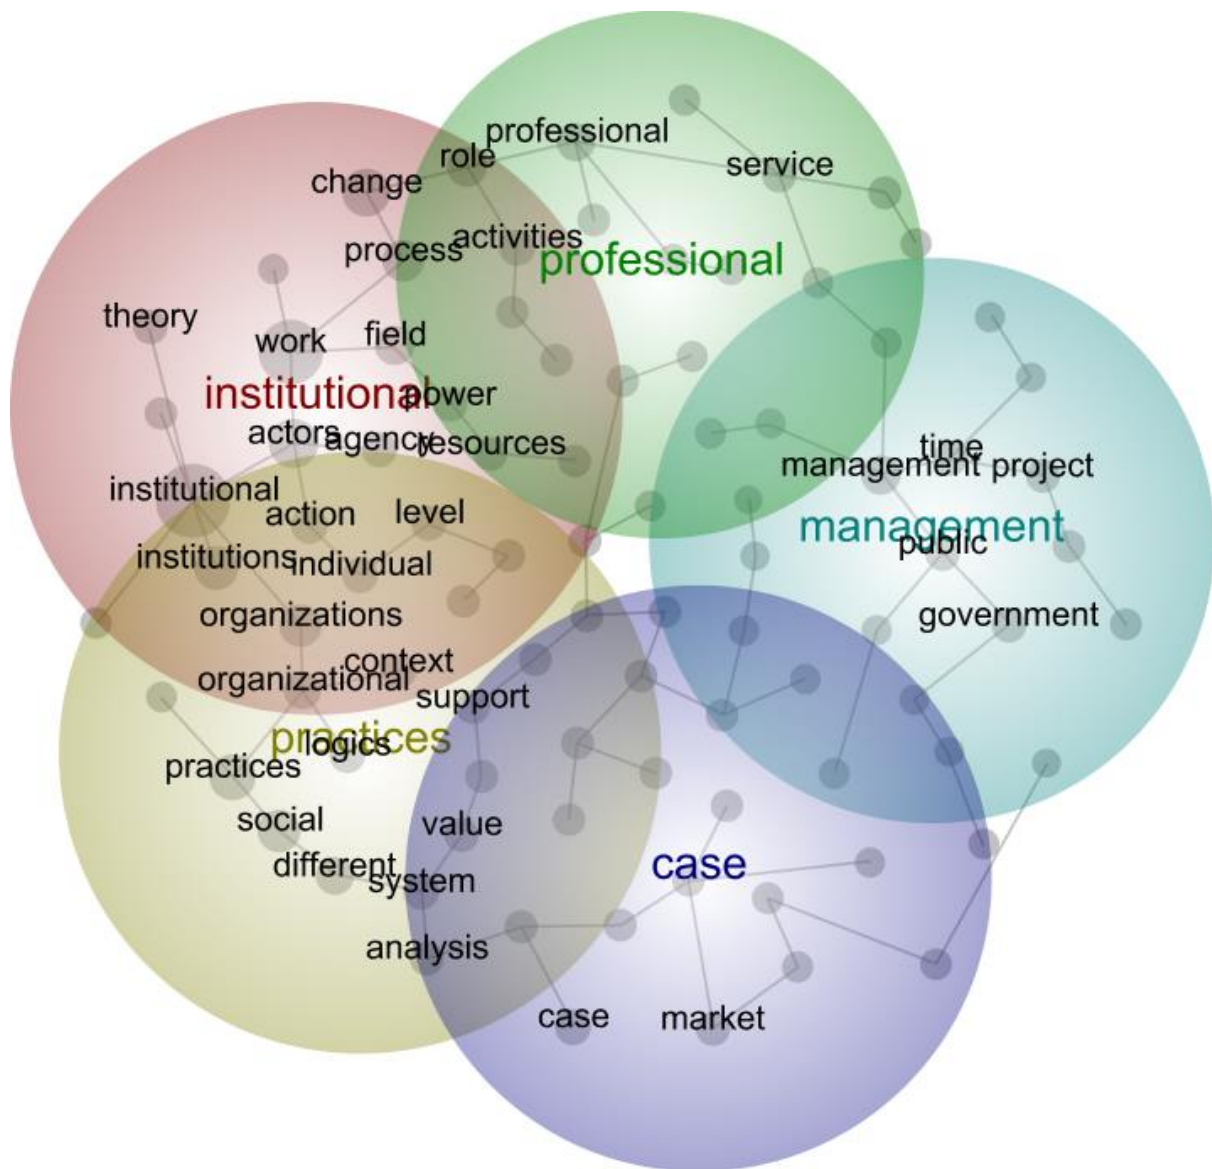 professional
role
service
change
activities
process
professional
theory
field
work
institutional
power
actors
agency
resources
time
management
project
institutional
action
level
management
public
institutions
individual
organizations
government
context
organizational
support
practices
logics
practices
social
value
different
system
case
analysis
case
market